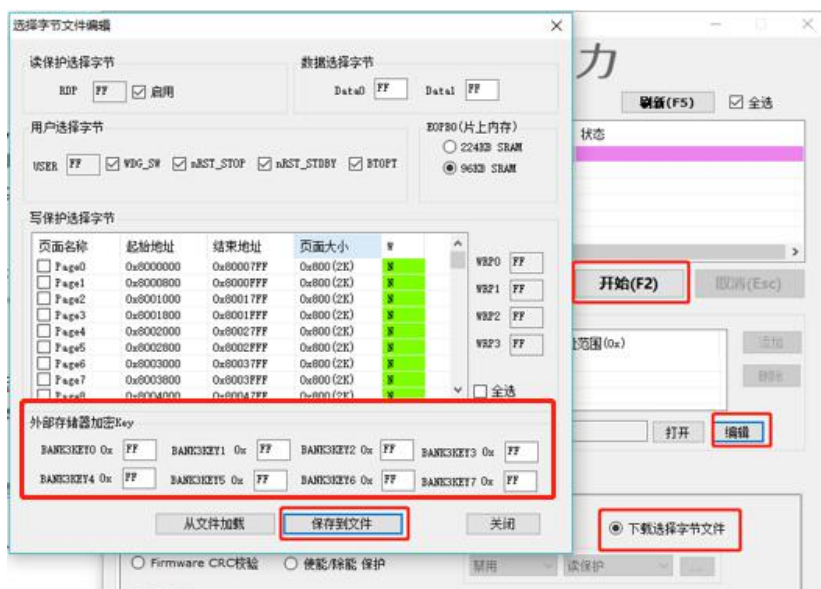 选择字节文件编辑
力
读保护选择字节
RDP FF 启用
数据选择字节
Data0 FF Data1 FF
刷新(F5) 全选
用户选择字节
USER FF WDG_SW nRST_STOP nRST_STDBY BTOPT
EOPB0(片上内存)
224KB SRAM
96KB SRAM
状态
写保护选择字节
页面名称 起始地址 结束地址 页面大小 W
Page0 0x8000000 0x80007FF 0x800(2K) N
Page1 0x8000800 0x8000FFF 0x800(2K) N
Page2 0x8001000 0x80017FF 0x800(2K) N
Page3 0x8001800 0x8001FFF 0x800(2K) N
Page4 0x8002000 0x80027FF 0x800(2K) N
Page5 0x8002800 0x8002FFF 0x800(2K) N
Page6 0x8003000 0x80037FF 0x800(2K) N
Page7 0x8003800 0x8003FFF 0x800(2K) N
Page8 0x8004000 0x80047FF 0x800(2K) N
WRP0 FF
WRP1 FF
WRP2 FF
WRP3 FF
全选
开始(F2) 取消(Esc)
址范围(0x) 添加
删除
打开 编辑
外部存储器加密Key
BANK3KEY0 0x FF BANK3KEY1 0x FF BANK3KEY2 0x FF BANK3KEY3 0x FF
BANK3KEY4 0x FF BANK3KEY5 0x FF BANK3KEY6 0x FF BANK3KEY7 0x FF
从文件加载 保存到文件 关闭
下载选择字节文件
Firmware CRC校验 使能/除能 保护 禁用 读保护 ...